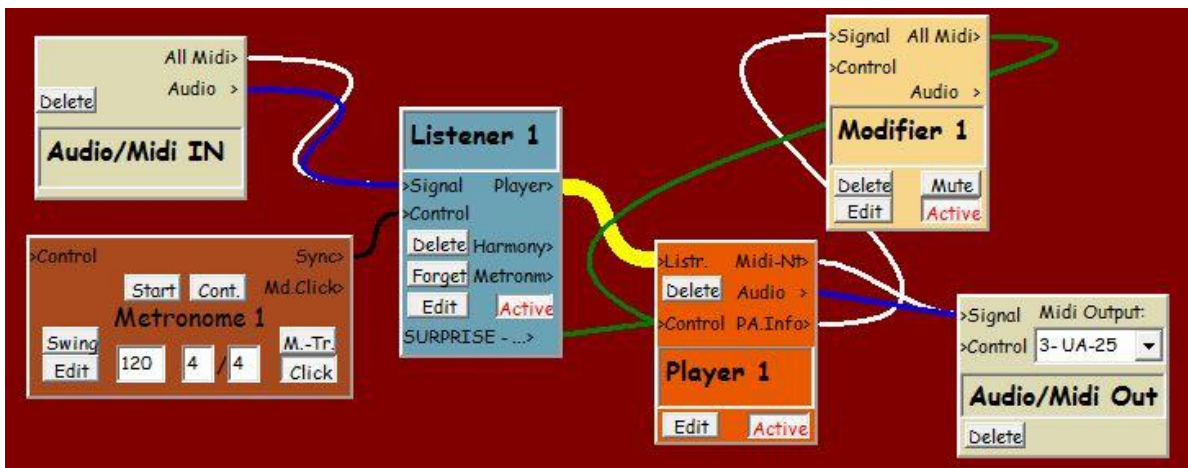 All Midi>
Audio >
Delete
Audio/Midi IN
>Control Sync>
Start Cont. Md.Click>
Metronome 1
Swing M.-Tr.
Edit 120 4 / 4 Click
Listener 1
>Signal Player>
>Control
Delete Harmony>
Forget Metronm>
Edit Active
SURPRISE - ...>
>Listr. Midi-Nt>
Delete Audio >
>Control PA.Info>
Player 1
Edit Active
>Signal All Midi>
>Control
Audio >
Modifier 1
Delete Mute
Edit Active
>Signal Midi Output:
>Control 3- UA-25
Audio/Midi Out
Delete